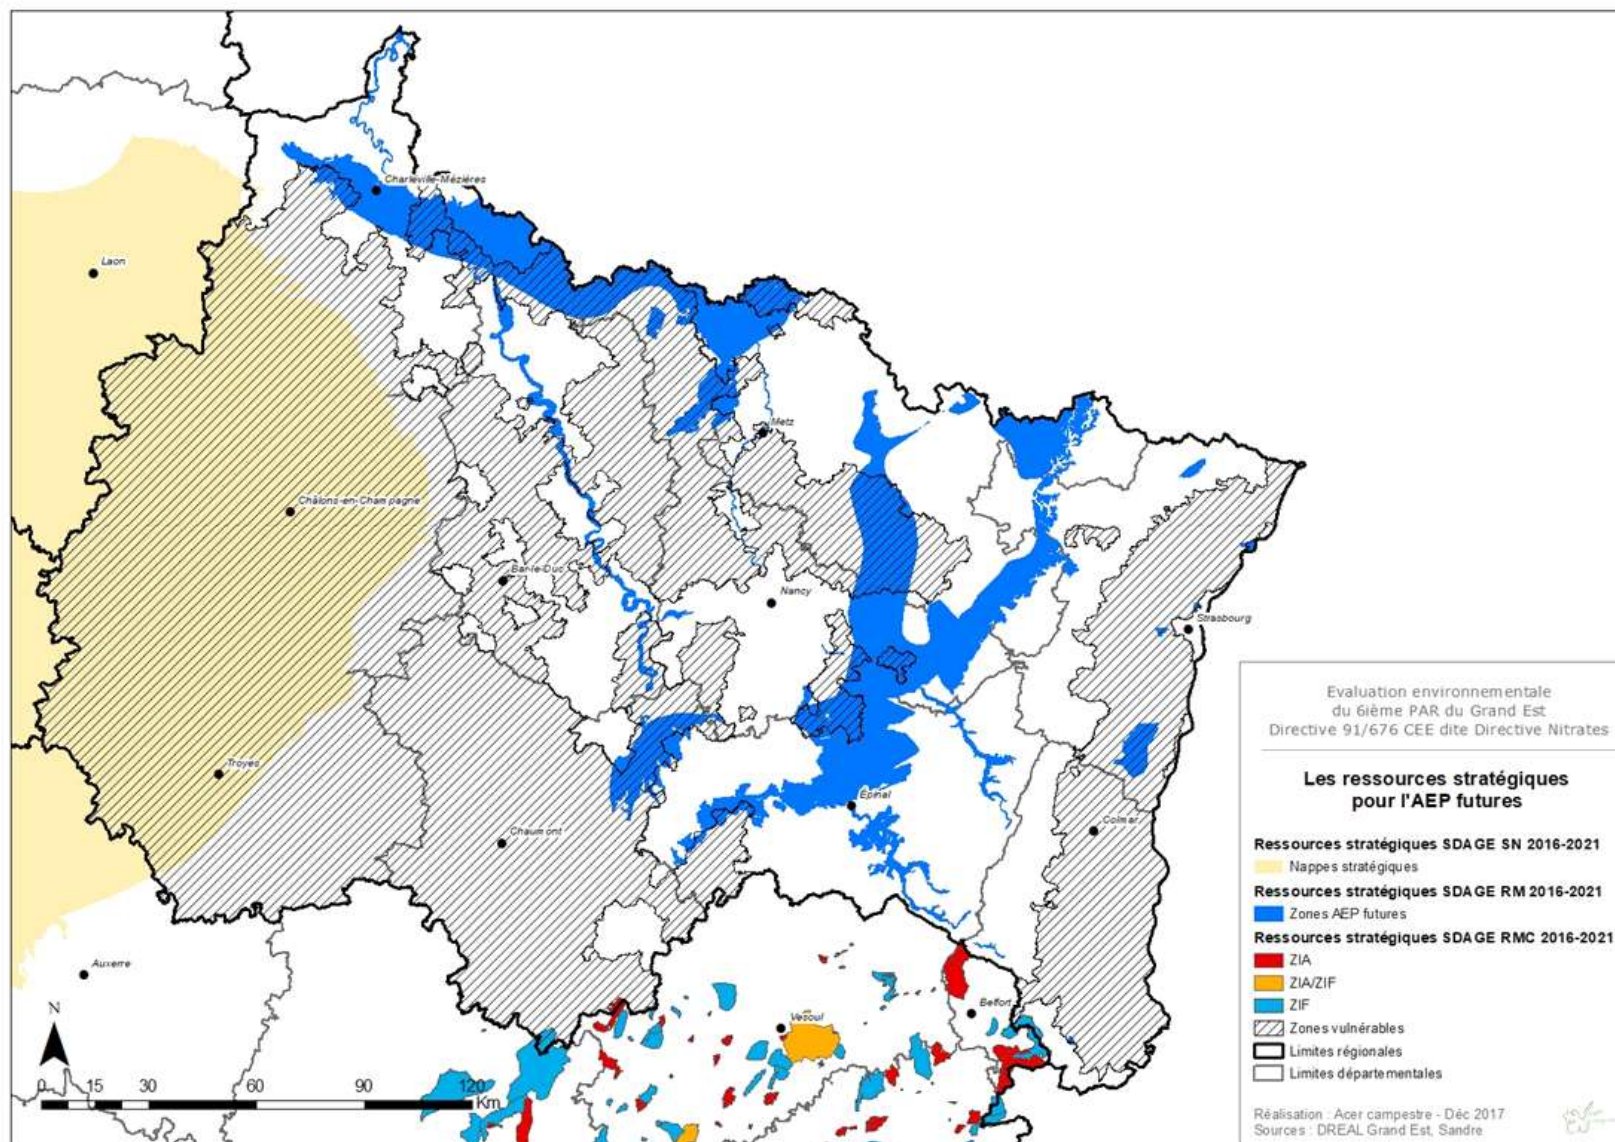 Charleville-Mézières
Laon
Metz
Châlons-en-Champagne
Bar-le-Duc
Nancy
Strasbourg
Troyes
Épinal
Chaumont
Colmar
Auxerre
Belfort
Vesoul
N
0 15 30 60 90 120
Km
Evaluation environnementale
du 6ième PAR du Grand Est
Directive 91/676 CEE dite Directive Nitrates
Les ressources stratégiques
pour l'AEP futures
Ressources stratégiques SDAGE SN 2016-2021
Nappes stratégiques
Ressources stratégiques SDAGE RM 2016-2021
Zones AEP futures
Ressources stratégiques SDAGE RMC 2016-2021
ZIA
ZIA/ZIF
ZIF
Zones vulnérables
Limites régionales
Limites départementales
Réalisation : Acer campestre - Déc 2017
Sources : DREAL Grand Est, Sandre